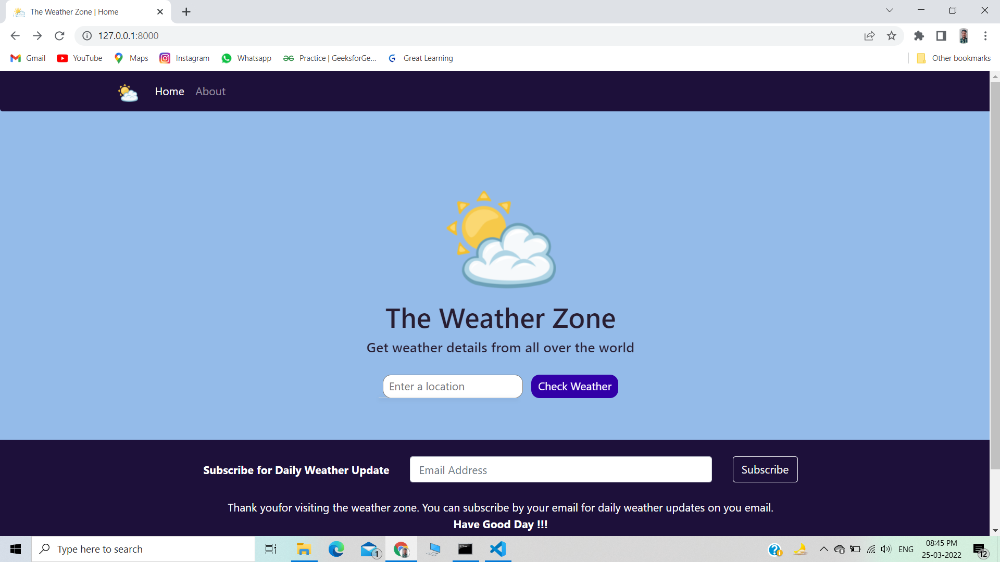 The Weather Zone | Home
127.0.0.1:8000
Gmail YouTube Maps Instagram Whatsapp Practice | GeeksforGe... Great Learning Other bookmarks
Home About
The Weather Zone
Get weather details from all over the world
Enter a location Check Weather
Subscribe for Daily Weather Update Email Address Subscribe
Thank youfor visiting the weather zone. You can subscribe by your email for daily weather updates on you email.
Have Good Day !!!
Type here to search 1 ENG 08:45 PM 12
25-03-2022